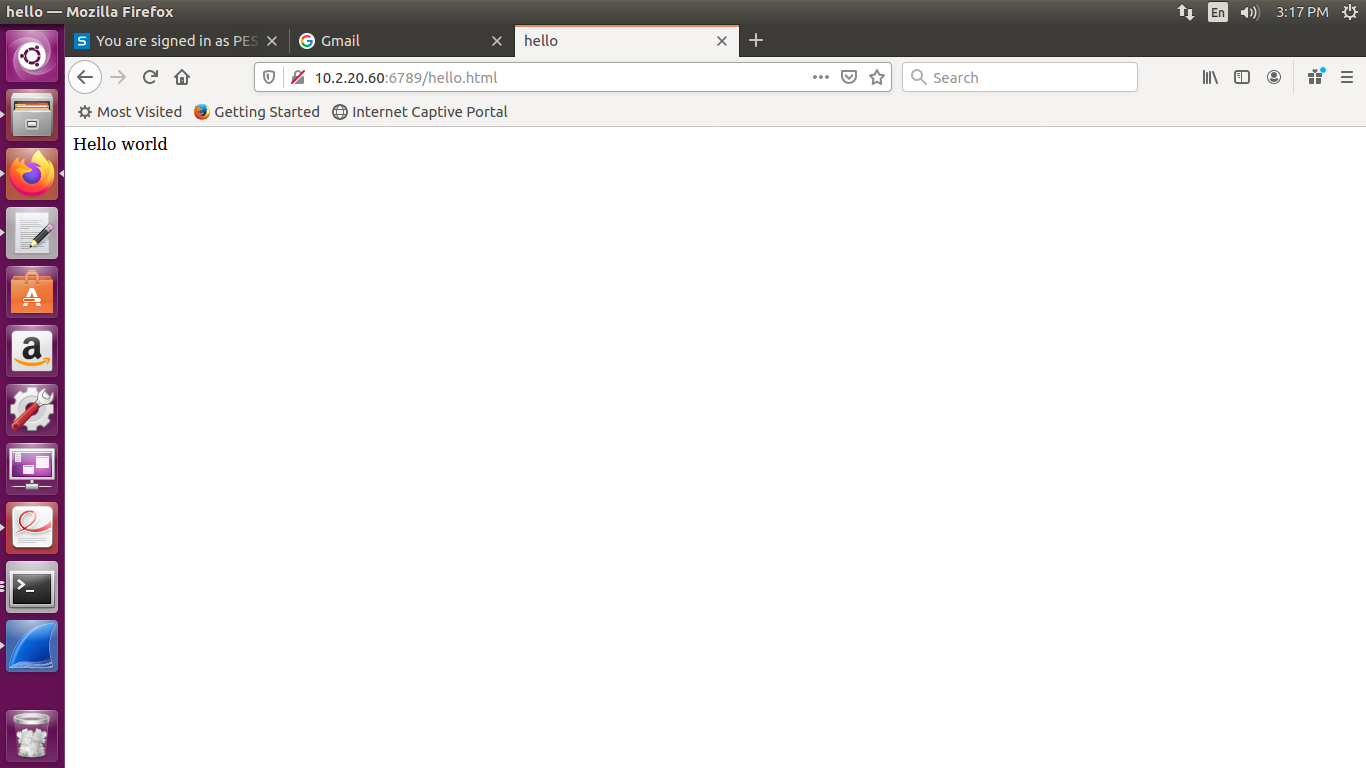 hello — Mozilla Firefox
En
3:17 PM
You are signed in as PES
Gmail
hello
10.2.20.60:6789/hello.html
Search
Most Visited
Getting Started
Internet Captive Portal
Hello world